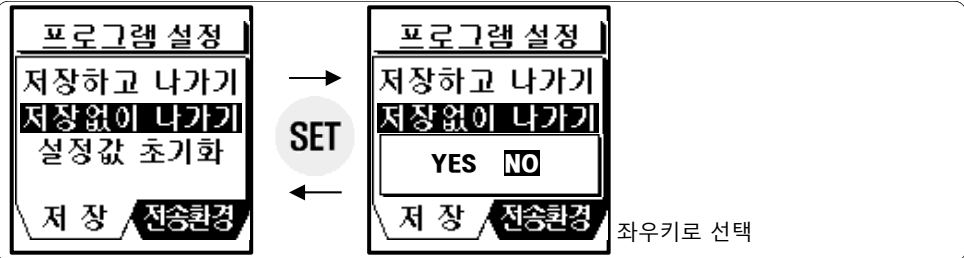 프로그램 설정
저장하고 나가기
저장없이 나가기
설정값 초기화
저 장
전송환경
SET
프로그램 설정
저장하고 나가기
저장없이 나가기
YES NO
저 장
전송환경
좌우키로 선택